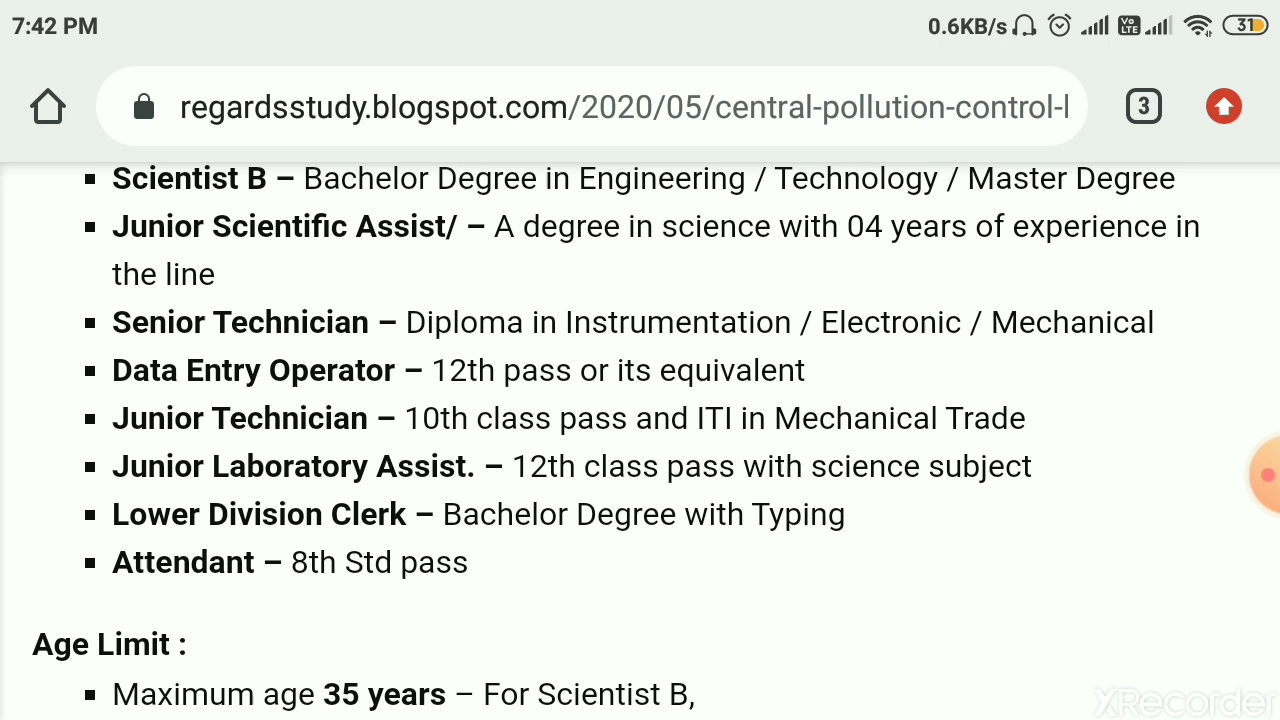 7:42 PM
0.6KB/s
Vo LTE
31
regardsstudy.blogspot.com/2020/05/central-pollution-control-l
3
▪ Scientist B – Bachelor Degree in Engineering / Technology / Master Degree
▪ Junior Scientific Assist/ – A degree in science with 04 years of experience in
the line
▪ Senior Technician – Diploma in Instrumentation / Electronic / Mechanical
▪ Data Entry Operator – 12th pass or its equivalent
▪ Junior Technician – 10th class pass and ITI in Mechanical Trade
▪ Junior Laboratory Assist. – 12th class pass with science subject
▪ Lower Division Clerk – Bachelor Degree with Typing
▪ Attendant – 8th Std pass
Age Limit :
▪ Maximum age 35 years – For Scientist B,
XRecorder